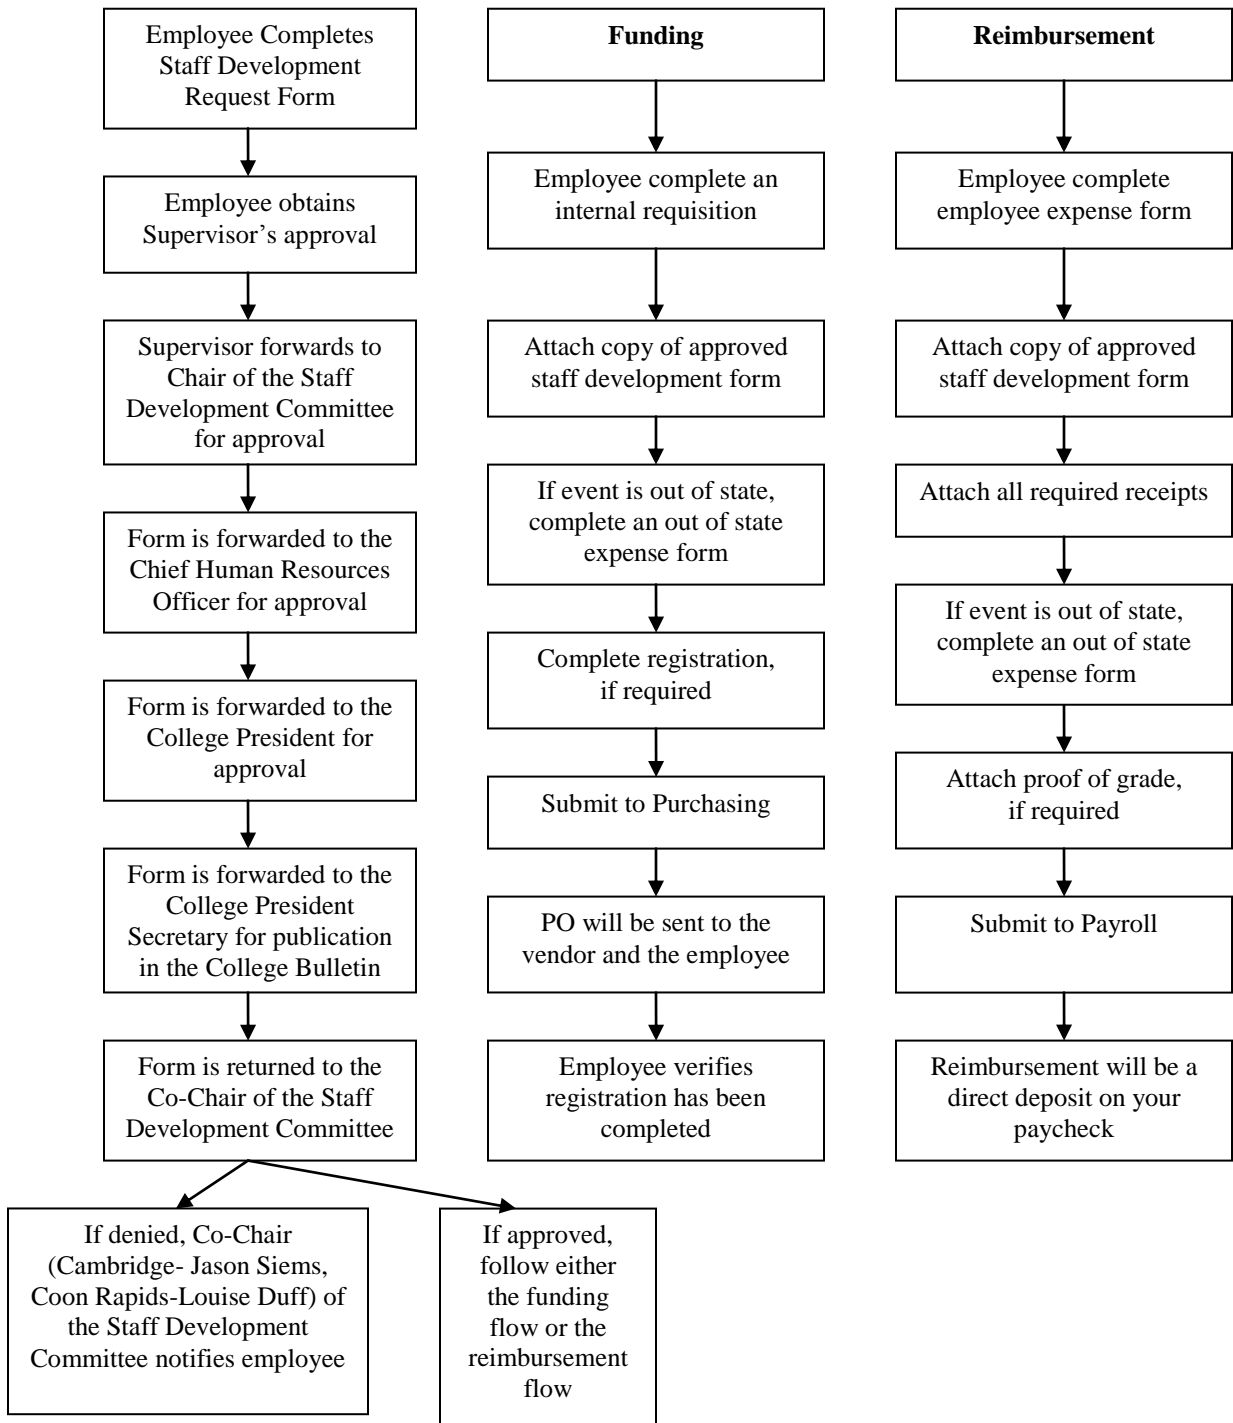 Employee Completes
Staff Development
Request Form
Employee obtains
Supervisor’s approval
Supervisor forwards to
Chair of the Staff
Development Committee
for approval
Form is forwarded to the
Chief Human Resources
Officer for approval
Form is forwarded to the
College President for
approval
Form is forwarded to the
College President
Secretary for publication
in the College Bulletin
Form is returned to the
Co-Chair of the Staff
Development Committee
If denied, Co-Chair
(Cambridge- Jason Siems,
Coon Rapids-Louise Duff) of
the Staff Development
Committee notifies employee
If approved,
follow either
the funding
flow or the
reimbursement
flow
Funding
Employee complete an
internal requisition
Attach copy of approved
staff development form
If event is out of state,
complete an out of state
expense form
Complete registration,
if required
Submit to Purchasing
PO will be sent to the
vendor and the employee
Employee verifies
registration has been
completed
Reimbursement
Employee complete
employee expense form
Attach copy of approved
staff development form
Attach all required receipts
If event is out of state,
complete an out of state
expense form
Attach proof of grade,
if required
Submit to Payroll
Reimbursement will be a
direct deposit on your
paycheck